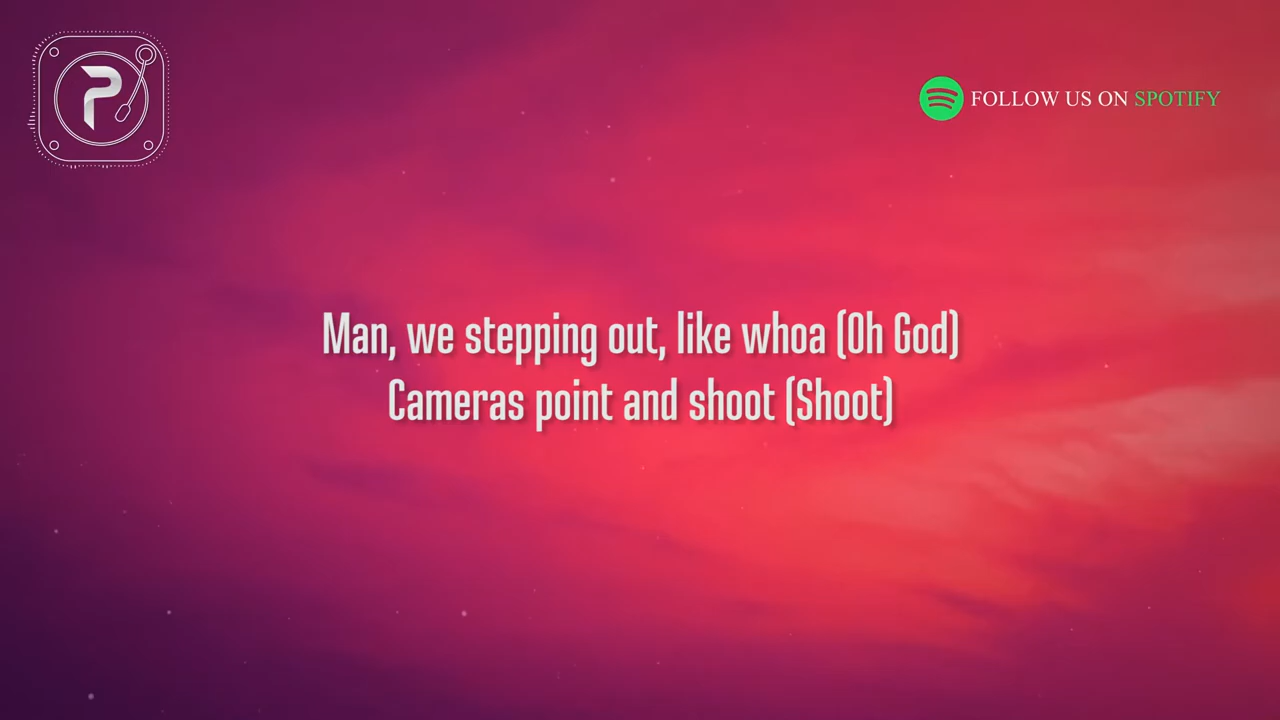 P
FOLLOW US ON SPOTIFY
Man, we stepping out, like whoa (Oh God)
Cameras point and shoot (Shoot)